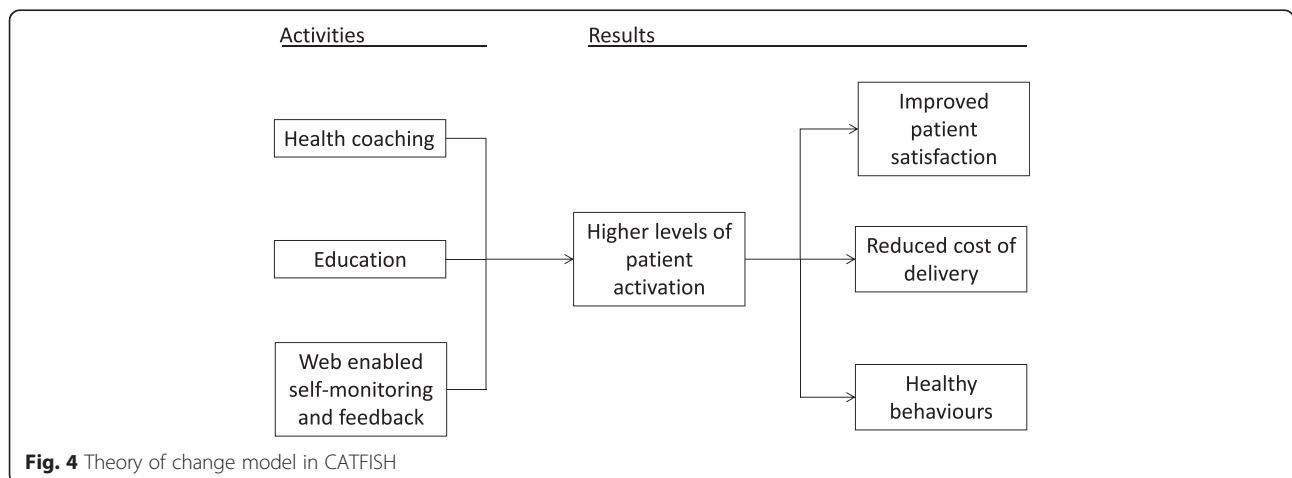 Activities
Results
Health coaching
Education
Web enabled
self-monitoring
and feedback
Higher levels of
patient
activation
Improved
patient
satisfaction
Reduced cost of
delivery
Healthy
behaviours
Fig. 4 Theory of change model in CATFISH